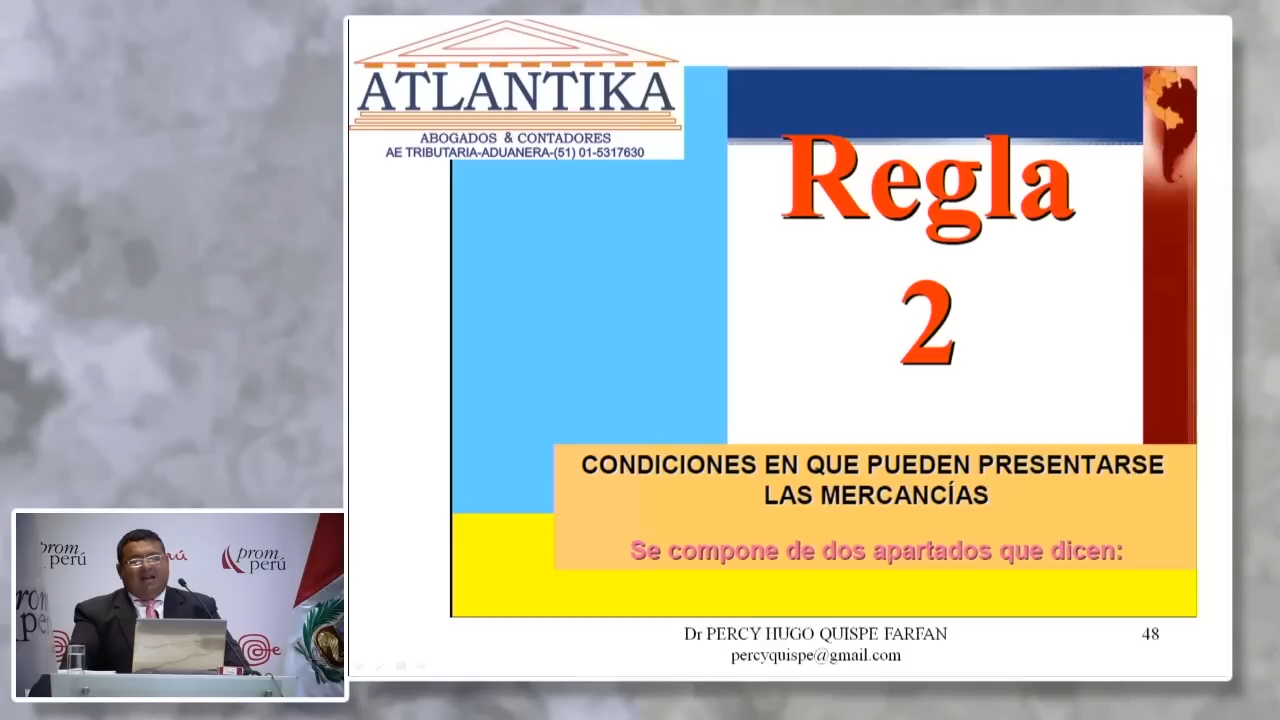 ATLANTIKA
ABOGADOS & CONTADORES
AE TRIBUTARIA-ADUANERA-(51) 01-5317630
Regla
2
CONDICIONES EN QUE PUEDEN PRESENTARSE
LAS MERCANCÍAS
Se compone de dos apartados que dicen:
Dr PERCY HUGO QUISPE FARFAN
48
percyquispe@gmail.com
prom
perú
prom
perú